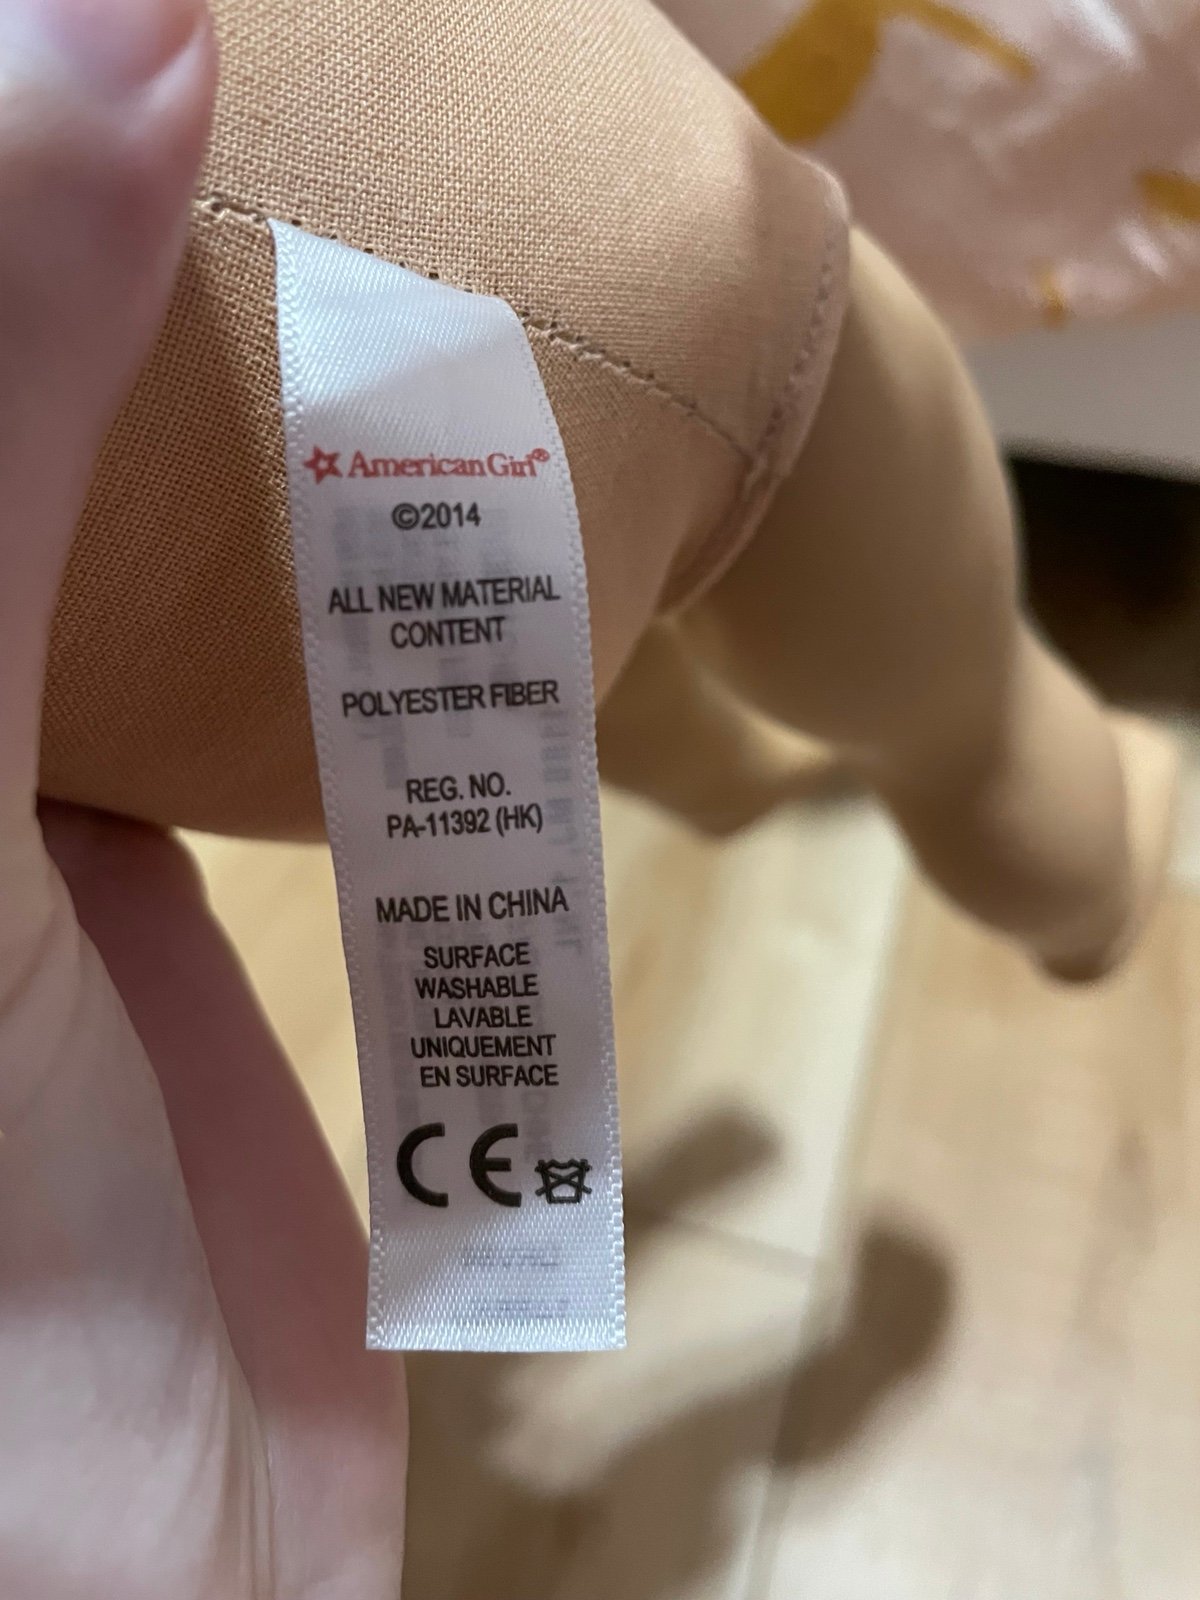 American Girl®
©2014
ALL NEW MATERIAL
CONTENT
POLYESTER FIBER
REG. NO.
PA-11392 (HK)
MADE IN CHINA
SURFACE
WASHABLE
LAVABLE
UNIQUEMENT
EN SURFACE
CE